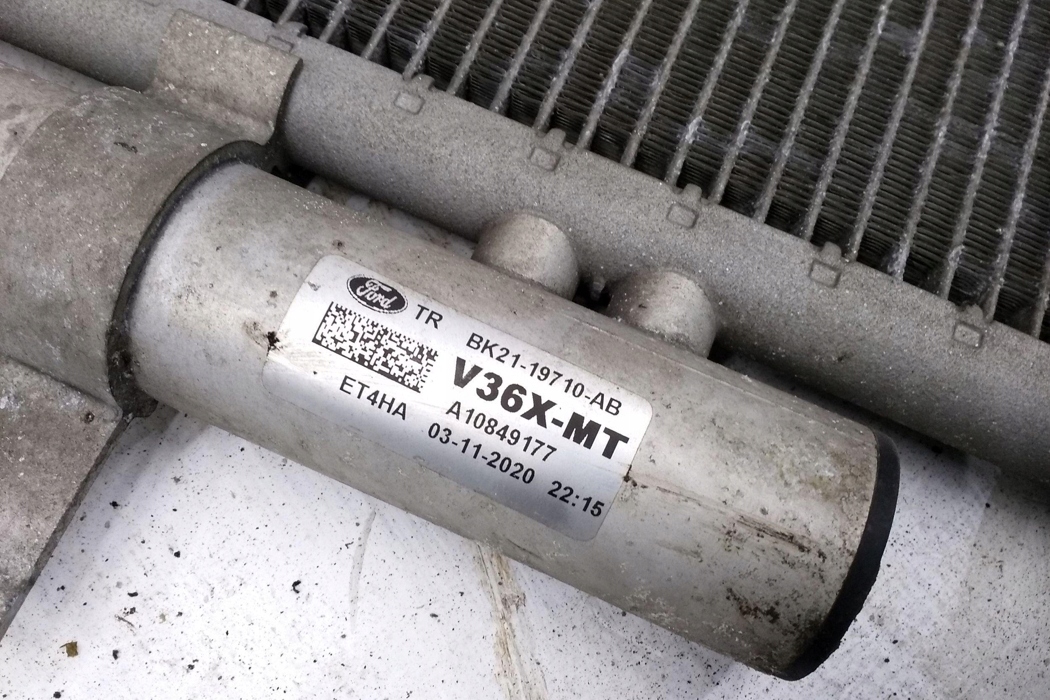 Ford TR BK21-19710-AB
V36X-MT
ET4HA A10849177
03-11-2020 22:15